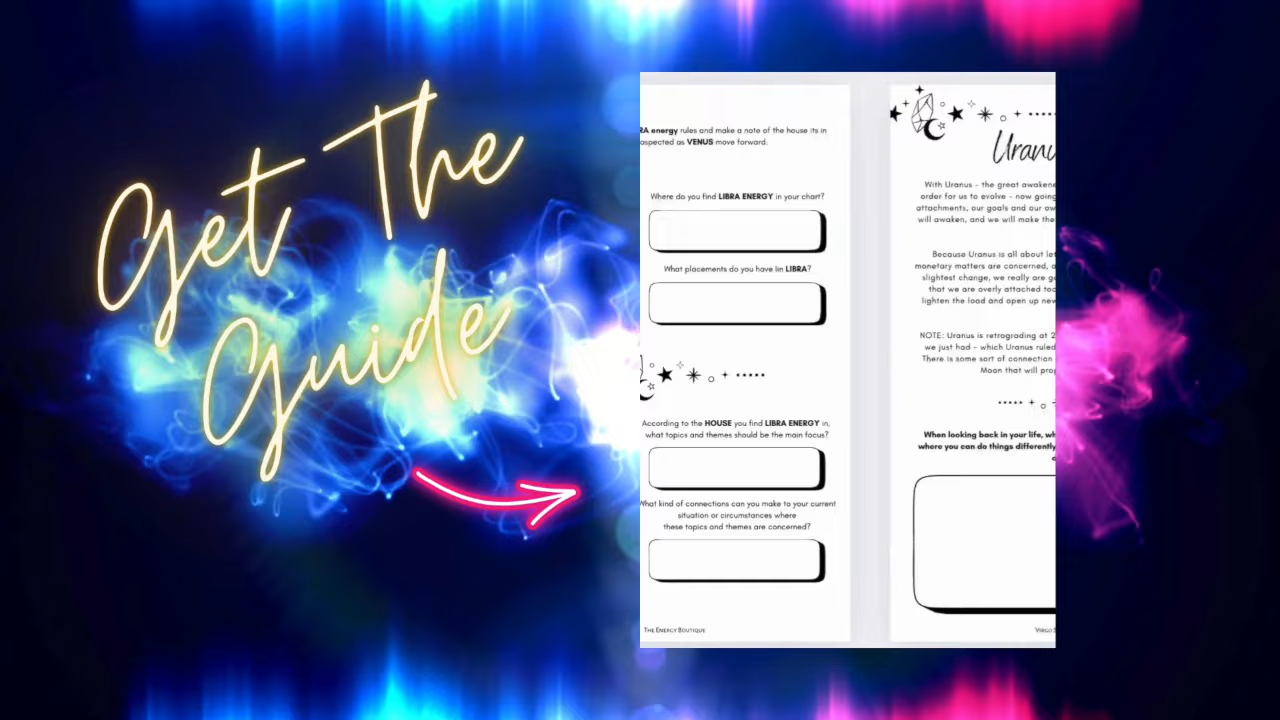 Get The
Guide
RA energy rules and make a note of the house its in
aspected as VENUS move forward.
Where do you find LIBRA ENERGY in your chart?
What placements do you have lin LIBRA?
According to the HOUSE you find LIBRA ENERGY in,
what topics and themes should be the main focus?
What kind of connections can you make to your current
situation or circumstances where
these topics and themes are concerned?
The Energy Boutique
Uranu
With Uranus - the great awakene
order for us to evolve - now going
attachments, our goals and our ow
will awaken, and we will make the
Because Uranus is all about let
monetary matters are concerned, a
slightest change, we really are go
that we are overly attached too
lighten the load and open up new
NOTE: Uranus is retrograding at 2
we just had - which Uranus ruled
There is some sort of connection
Moon that will prop
When looking back in your life, wh
where you can do things differently
Virgo S